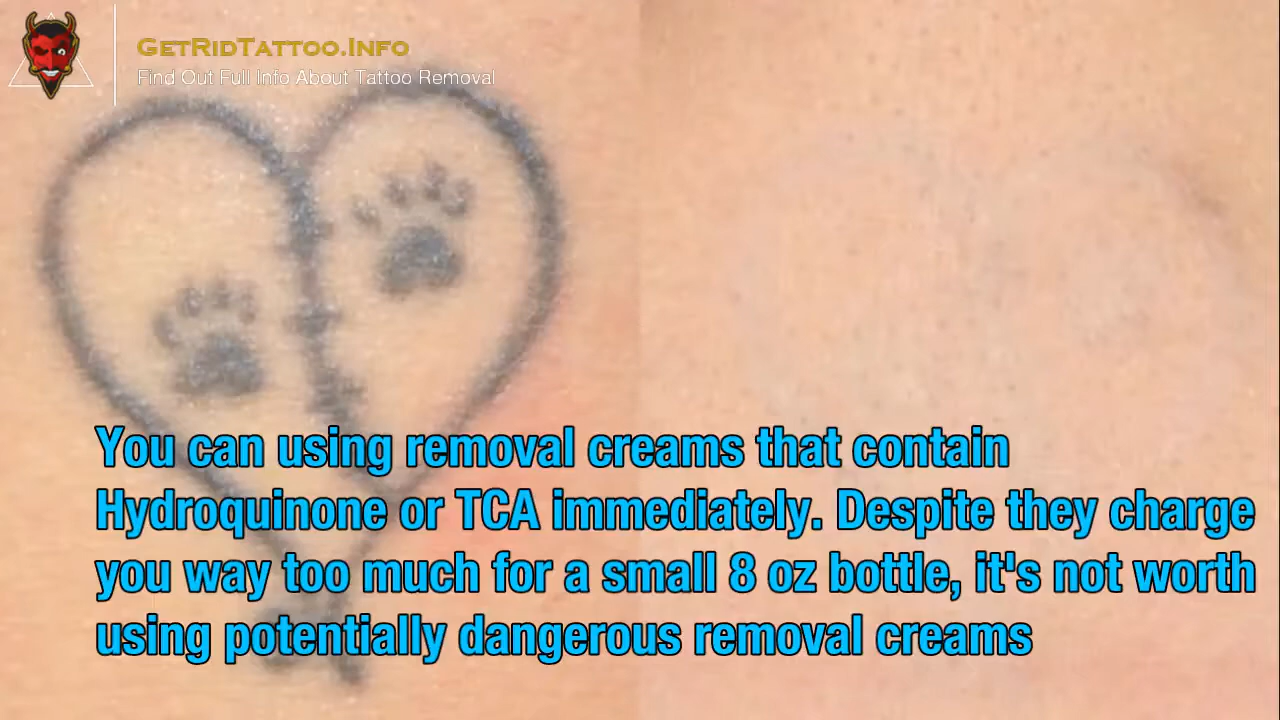 GetRidTattoo.Info
Find Out Full Info About Tattoo Removal
You can using removal creams that contain
Hydroquinone or TCA immediately. Despite they charge
you way too much for a small 8 oz bottle, it's not worth
using potentially dangerous removal creams